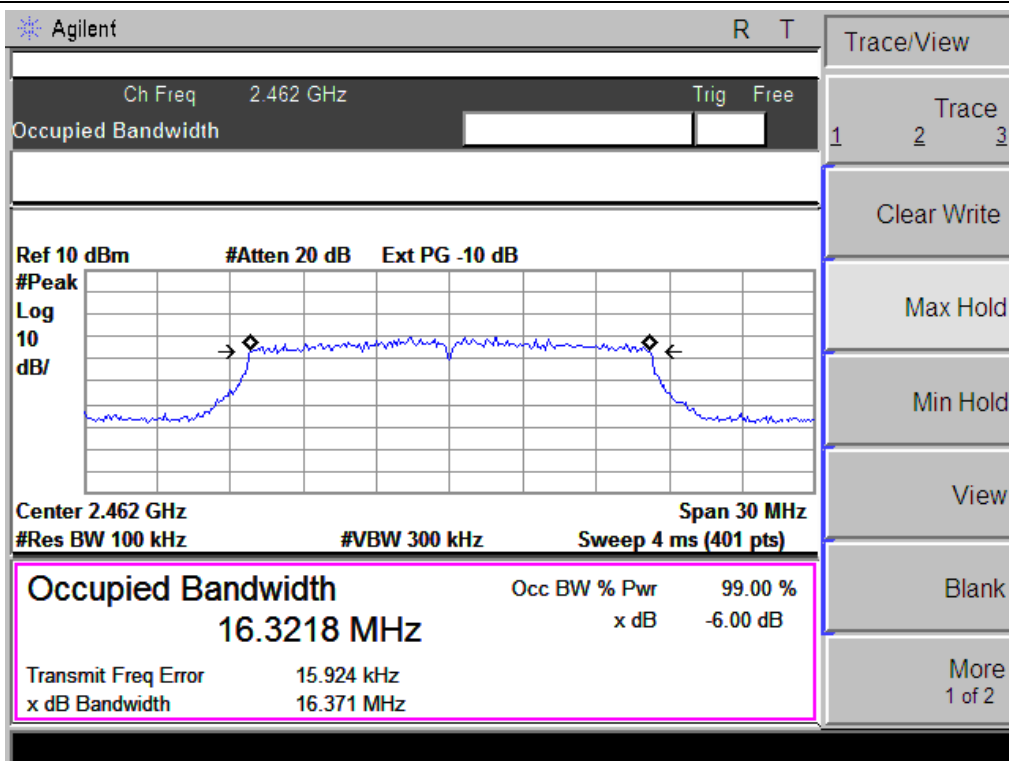 Agilent R T
Ch Freq 2.462 GHz Trig Free
Occupied Bandwidth
Ref 10 dBm #Atten 20 dB Ext PG -10 dB
#Peak
Log
10
dB/
Center 2.462 GHz Span 30 MHz
#Res BW 100 kHz #VBW 300 kHz Sweep 4 ms (401 pts)
Occupied Bandwidth Occ BW % Pwr 99.00 %
16.3218 MHz x dB -6.00 dB
Transmit Freq Error 15.924 kHz
x dB Bandwidth 16.371 MHz
Trace/View
Trace
1 2 3
Clear Write
Max Hold
Min Hold
View
Blank
More
1 of 2